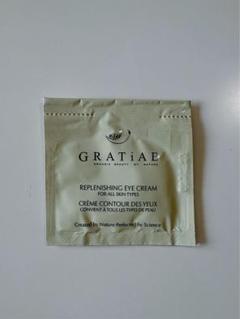 GRATiAE
ORGANIC BEAUTY BY NATURE
REPLENISHING EYE CREAM
FOR ALL SKIN TYPES
CRÈME CONTOUR DES YEUX
CONVIENT À TOUS LES TYPES DE PEAU
Created by Nature-Perfected by Science